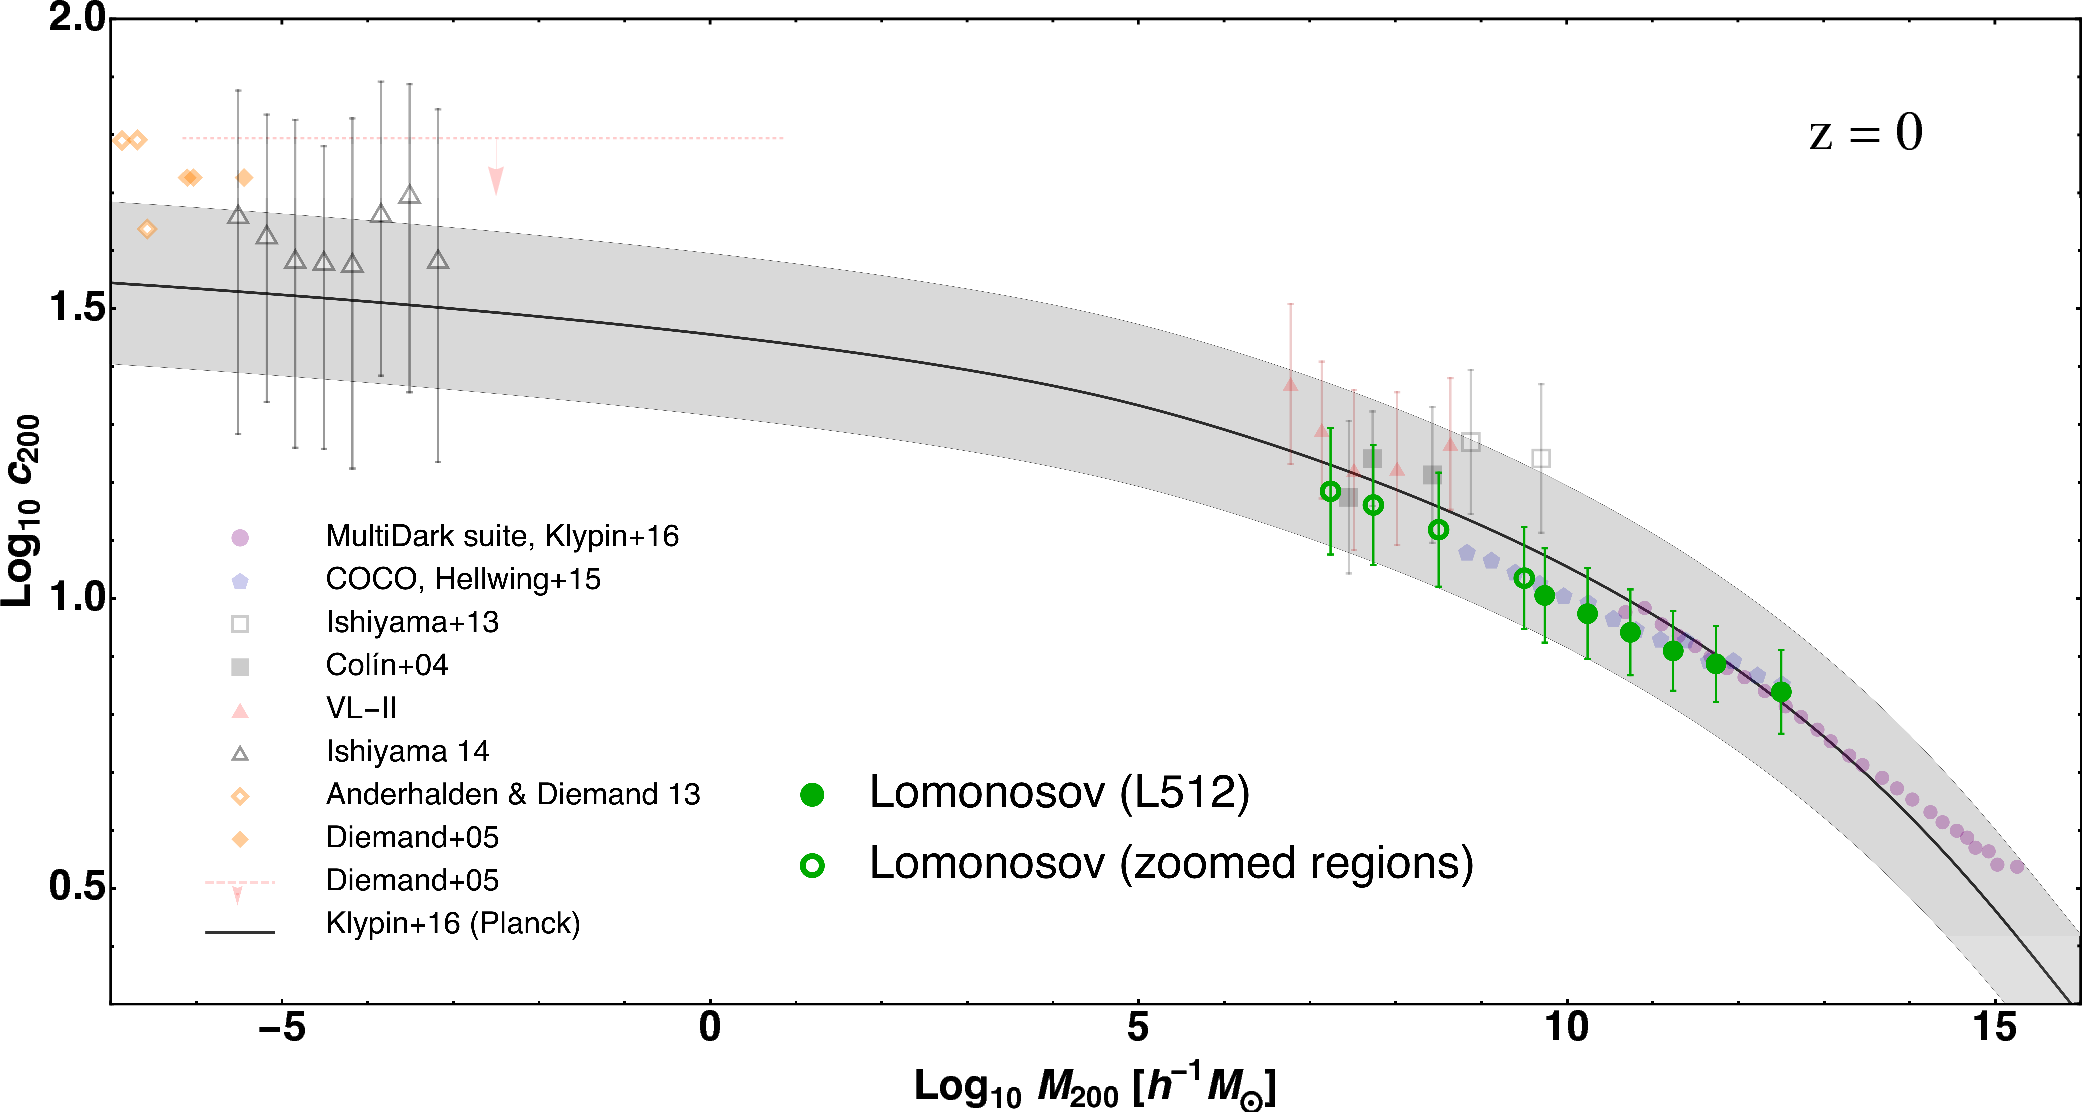 2.0
z = 0
1.5
Log10 c200
MultiDark suite, Klypin+16
COCO, Hellwing+15
1.0
Ishiyama+13
Colín+04
VL−II
Ishiyama 14
Anderhalden & Diemand 13
Lomonosov (L512)
Diemand+05
Lomonosov (zoomed regions)
0.5
Diemand+05
Klypin+16 (Planck)
−5 0 5 10 15
Log10 M200 [h−1M⊙]